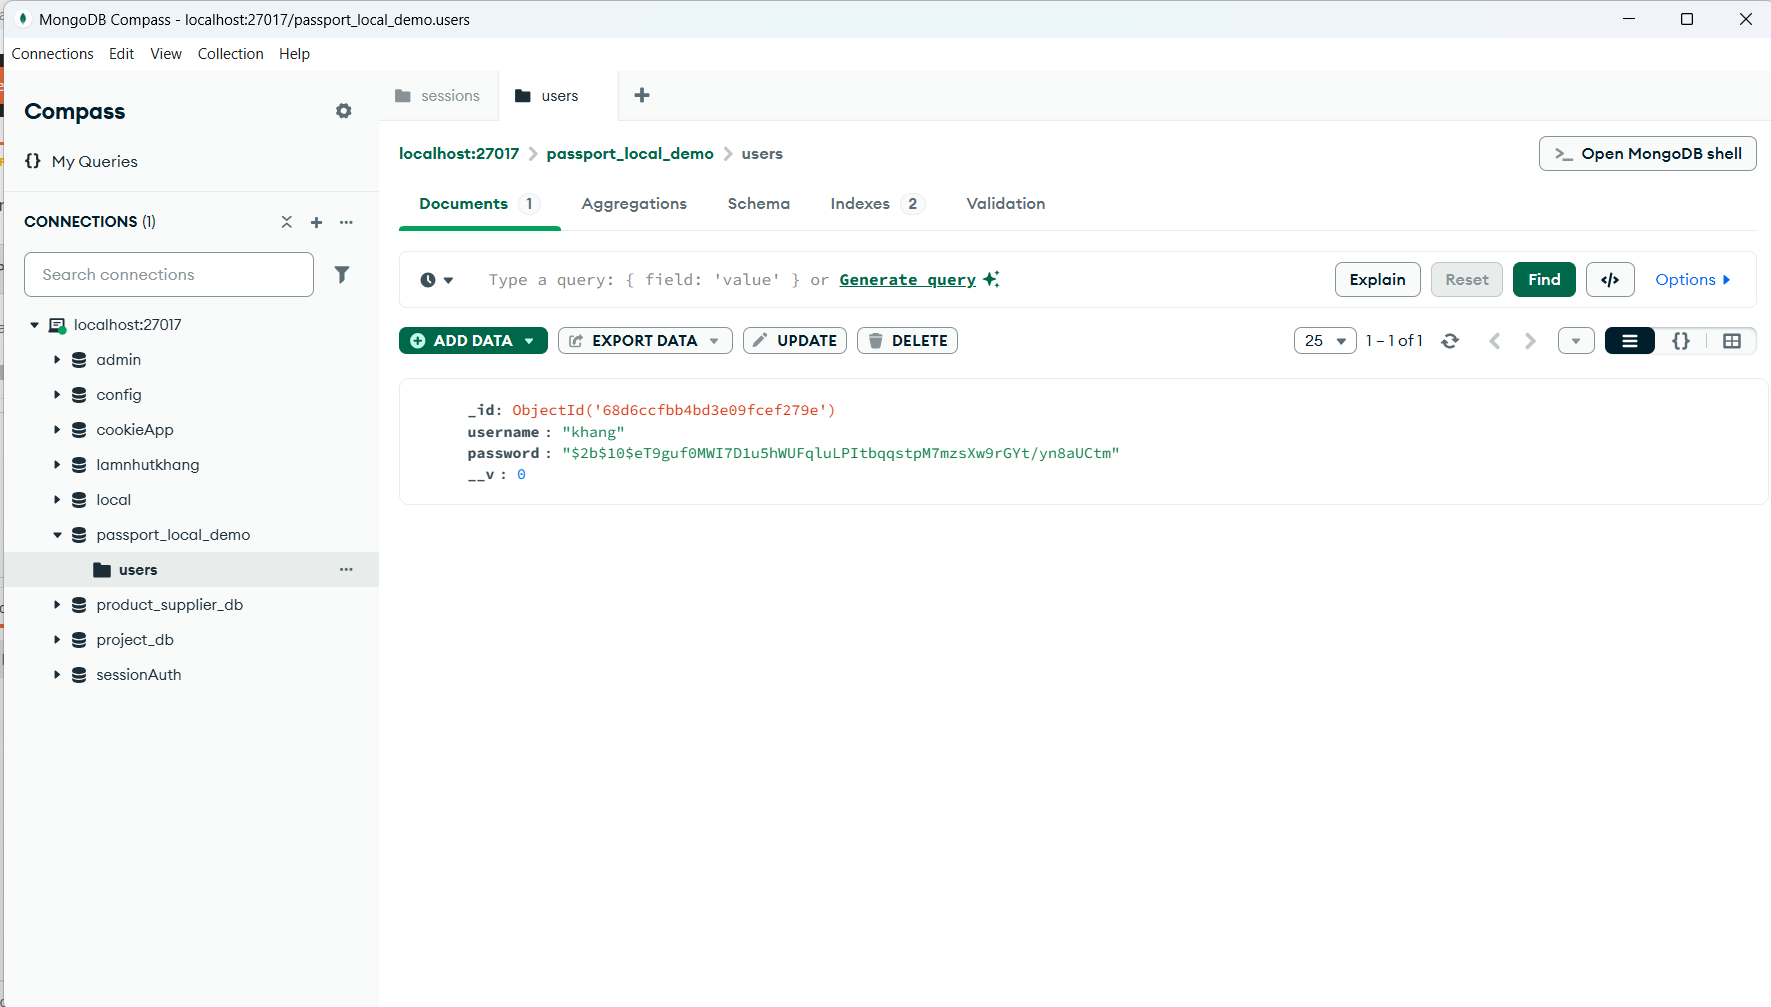 MongoDB Compass - localhost:27017/passport_local_demo.users
Connections Edit View Collection Help
Compass
{} My Queries
CONNECTIONS (1)
Search connections
localhost:27017
admin
config
cookieApp
lamnhutkhang
local
passport_local_demo
users
product_supplier_db
project_db
sessionAuth
sessions
users
localhost:27017 > passport_local_demo > users
>_ Open MongoDB shell
Documents 1 Aggregations Schema Indexes 2 Validation
Type a query: { field: 'value' } or Generate query
Explain Reset Find </> Options
ADD DATA EXPORT DATA UPDATE DELETE
25 1 – 1 of 1 {}
_id: ObjectId('68d6ccfbb4bd3e09fcef279e')
username : "khang"
password : "$2b$10$eT9guf0MWI7D1u5hWUFqluLPItbqqstpM7mzsXw9rGYt/yn8aUCtm"
__v : 0